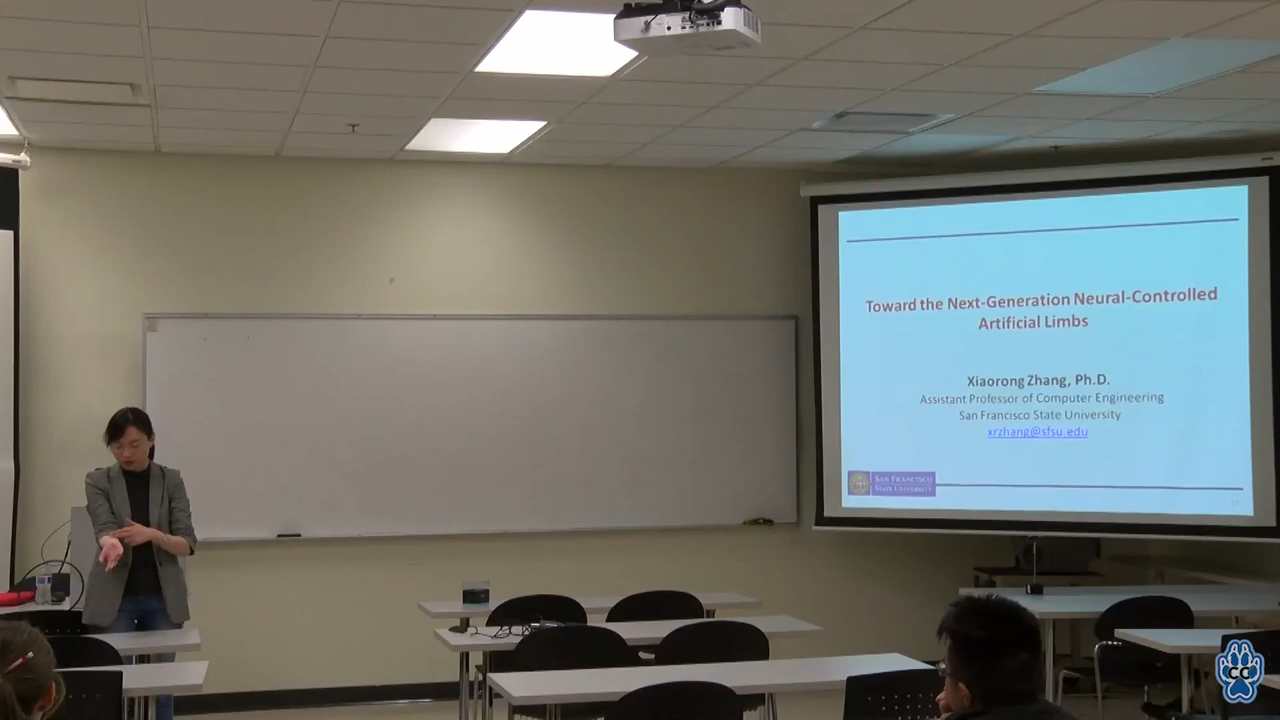 Toward the Next-Generation Neural-Controlled
Artificial Limbs
Xiaorong Zhang, Ph.D.
Assistant Professor of Computer Engineering
San Francisco State University
xrzhang@sfsu.edu
SAN FRANCISCO
STATE UNIVERSITY
CC